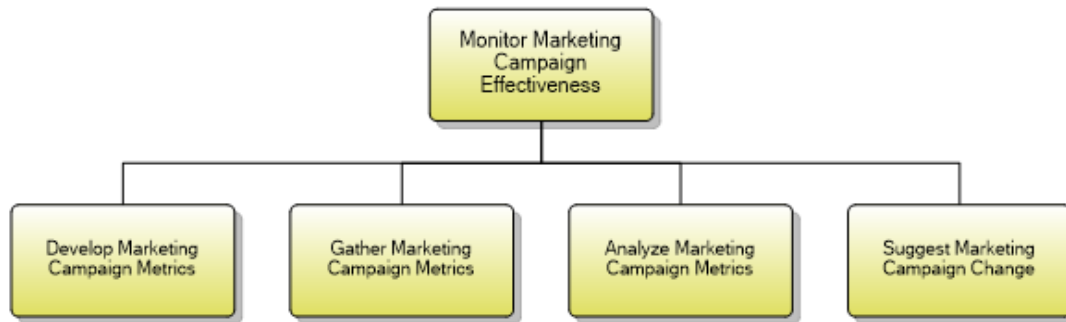 Monitor Marketing
Campaign
Effectiveness
Develop Marketing
Campaign Metrics
Gather Marketing
Campaign Metrics
Analyze Marketing
Campaign Metrics
Suggest Marketing
Campaign Change